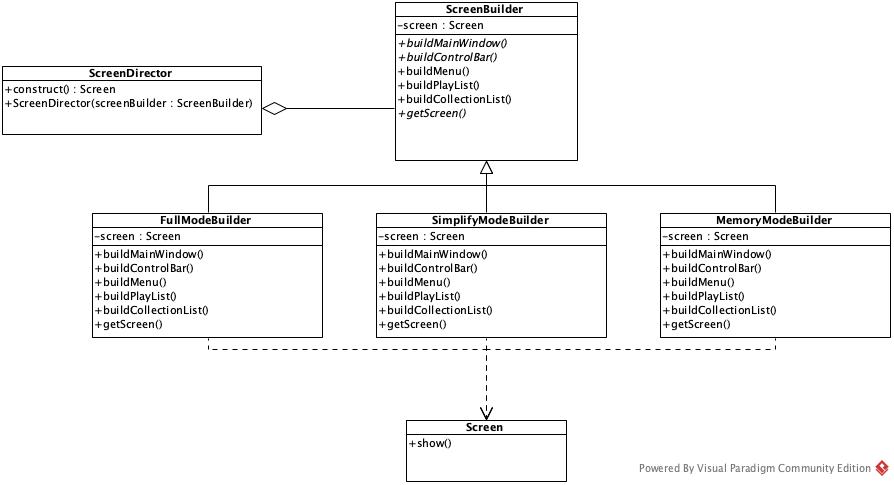 ScreenBuilder
-screen : Screen
+buildMainWindow()
+buildControlBar()
+buildMenu()
+buildPlayList()
+buildCollectionList()
+getScreen()
ScreenDirector
+construct() : Screen
+ScreenDirector(screenBuilder : ScreenBuilder)
FullModeBuilder
-screen : Screen
+buildMainWindow()
+buildControlBar()
+buildMenu()
+buildPlayList()
+buildCollectionList()
+getScreen()
SimplifyModeBuilder
-screen : Screen
+buildMainWindow()
+buildControlBar()
+buildMenu()
+buildPlayList()
+buildCollectionList()
+getScreen()
MemoryModeBuilder
-screen : Screen
+buildMainWindow()
+buildControlBar()
+buildMenu()
+buildPlayList()
+buildCollectionList()
+getScreen()
Screen
+show()
Powered By Visual Paradigm Community Edition